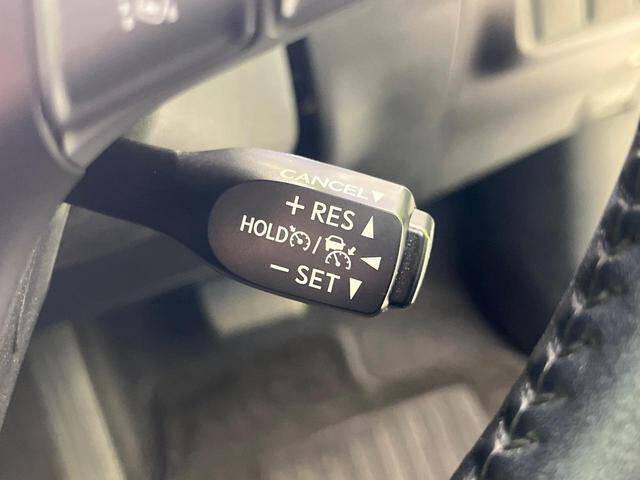 CANCEL▼
+ RES ▲
HOLD / ◀
− SET ▼